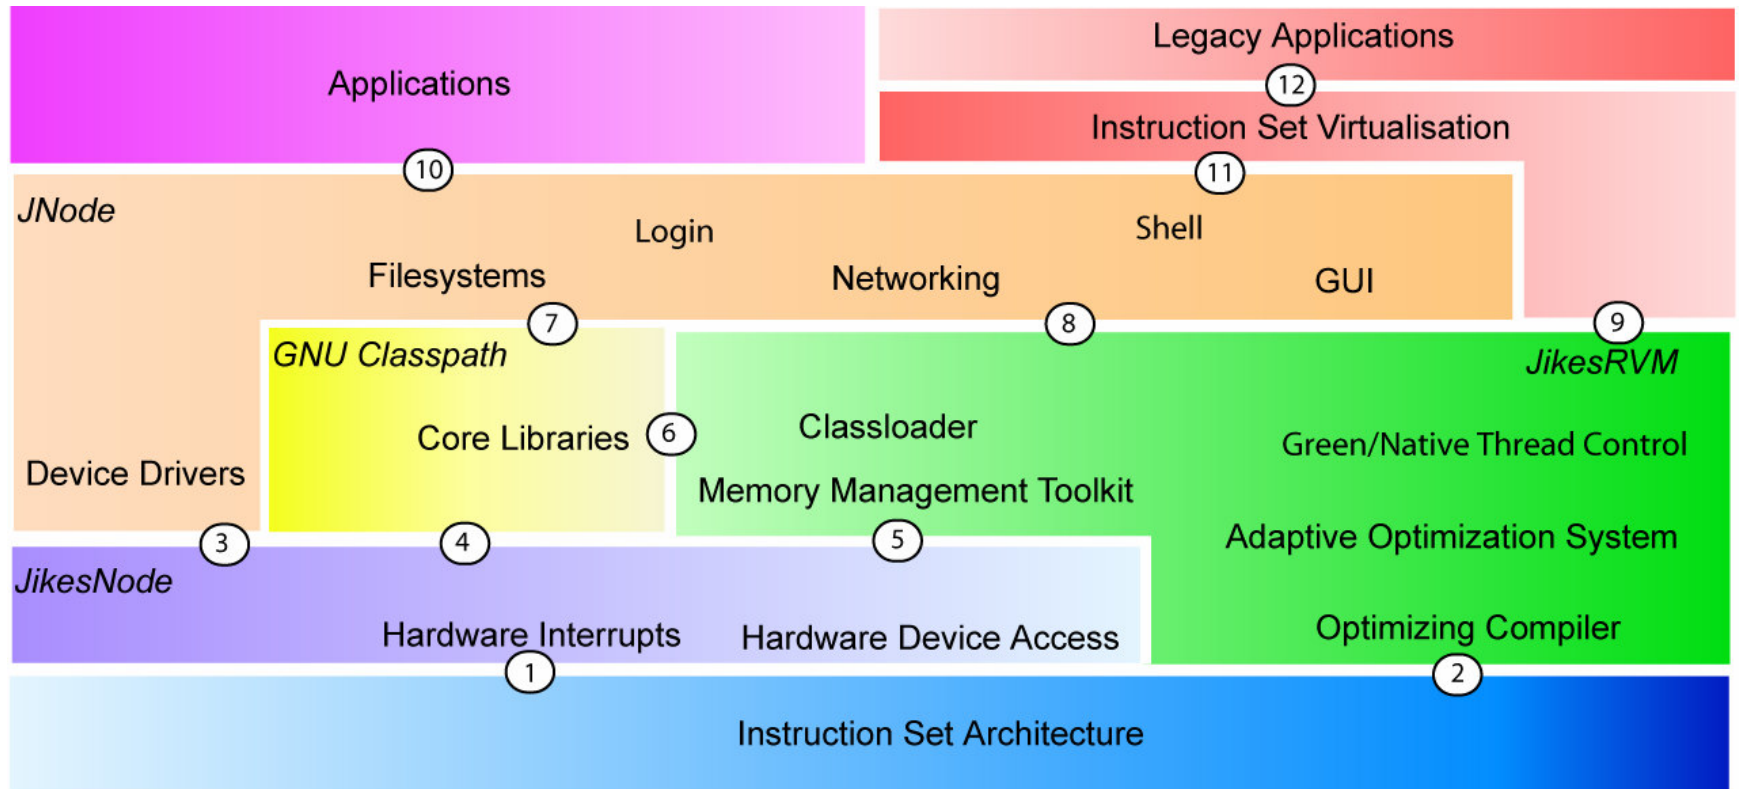 Applications
Legacy Applications
12
Instruction Set Virtualisation
10
11
JNode
Login
Shell
Filesystems
Networking
GUI
7
8
9
GNU Classpath
JikesRVM
Core Libraries
6
Classloader
Green/Native Thread Control
Device Drivers
Memory Management Toolkit
3
4
5
Adaptive Optimization System
JikesNode
Hardware Interrupts
Hardware Device Access
Optimizing Compiler
1
2
Instruction Set Architecture